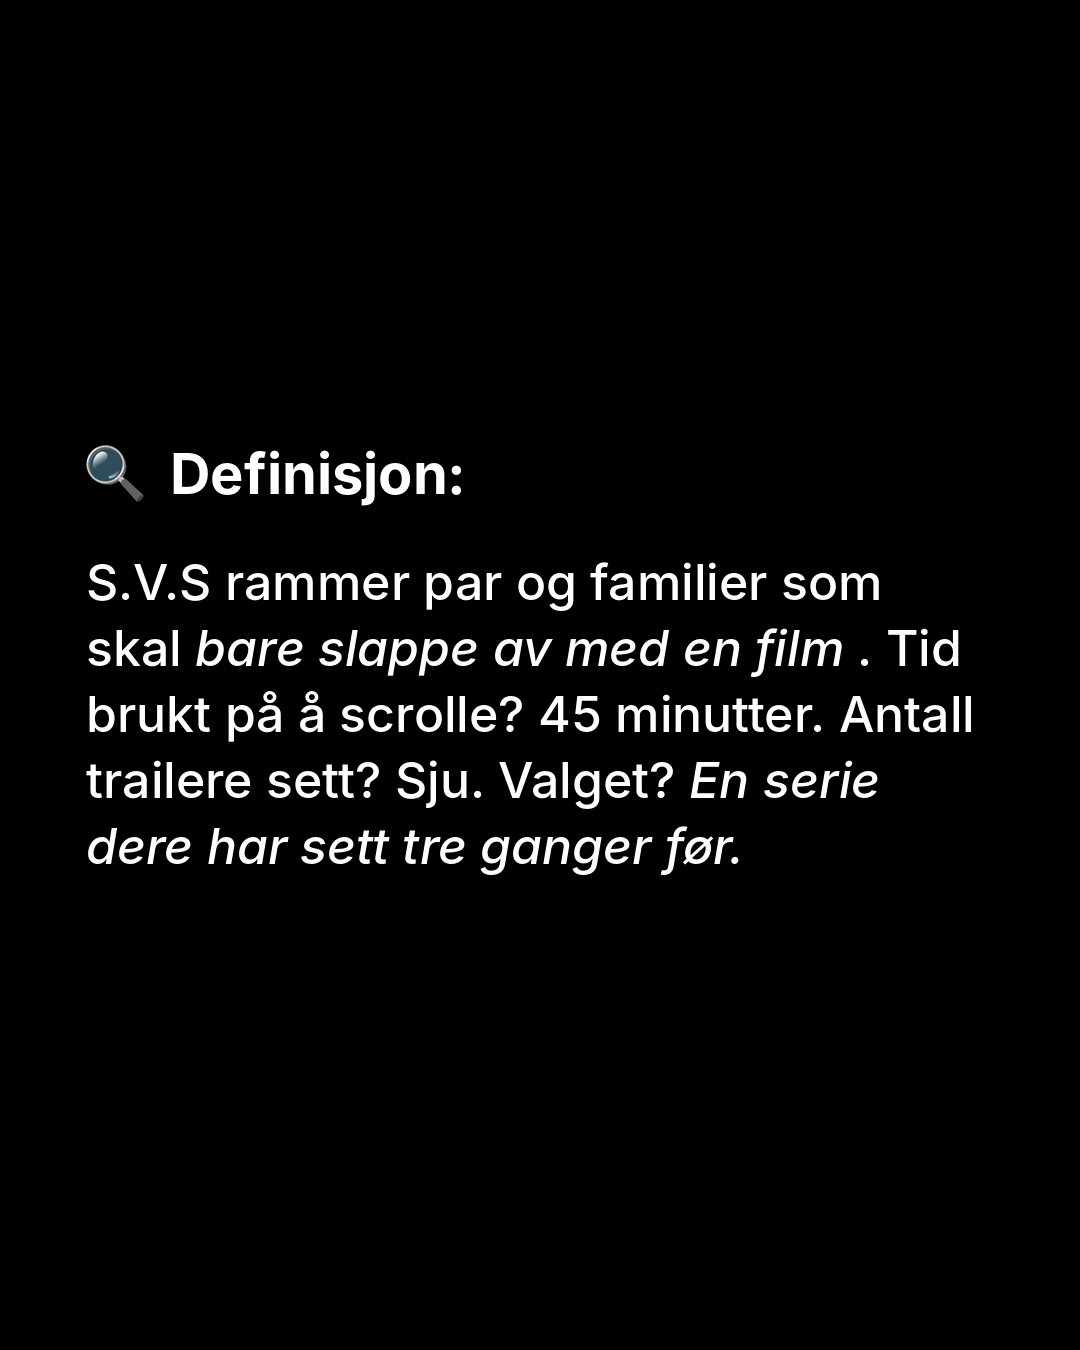 🔍 Definisjon:
S.V.S rammer par og familier som
skal bare slappe av med en film . Tid
brukt på å scrolle? 45 minutter. Antall
trailere sett? Sju. Valget? En serie
dere har sett tre ganger før.